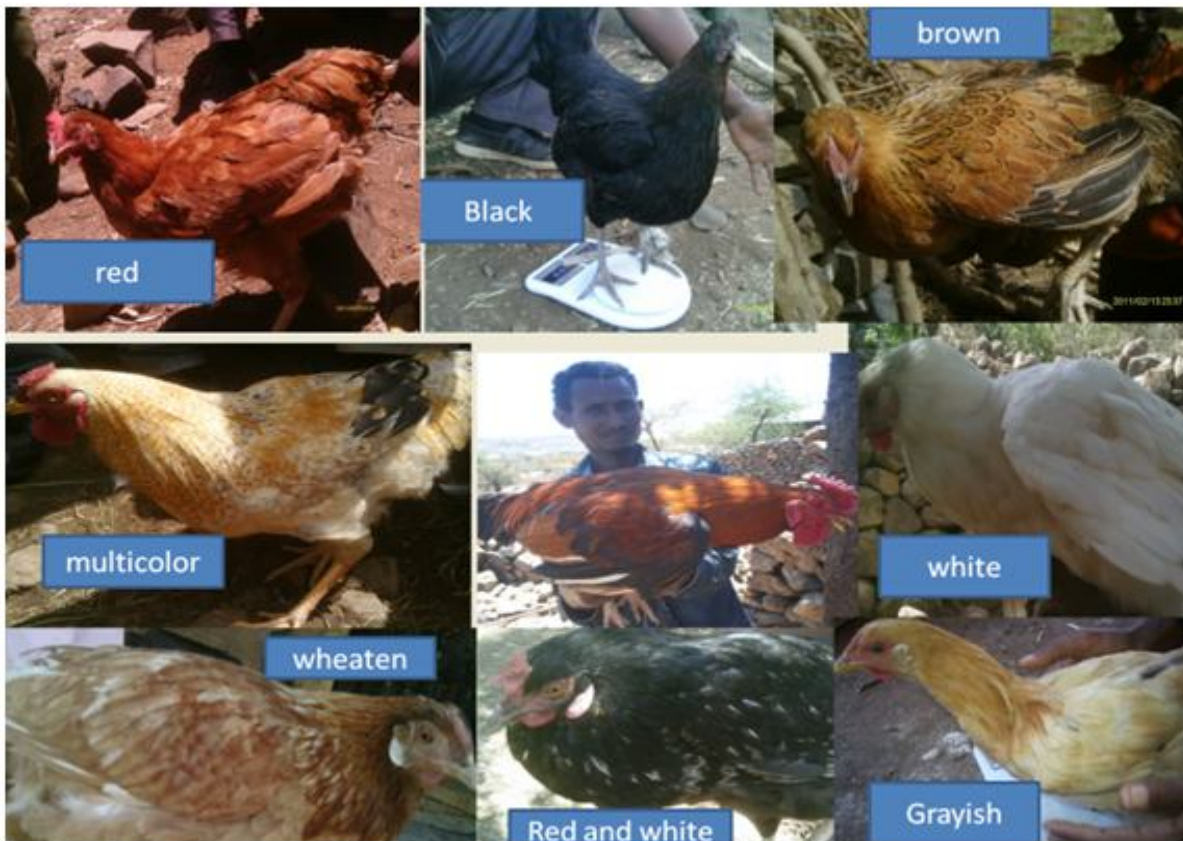 brown
Black
red
multicolor
white
wheaten
Red and white
Grayish